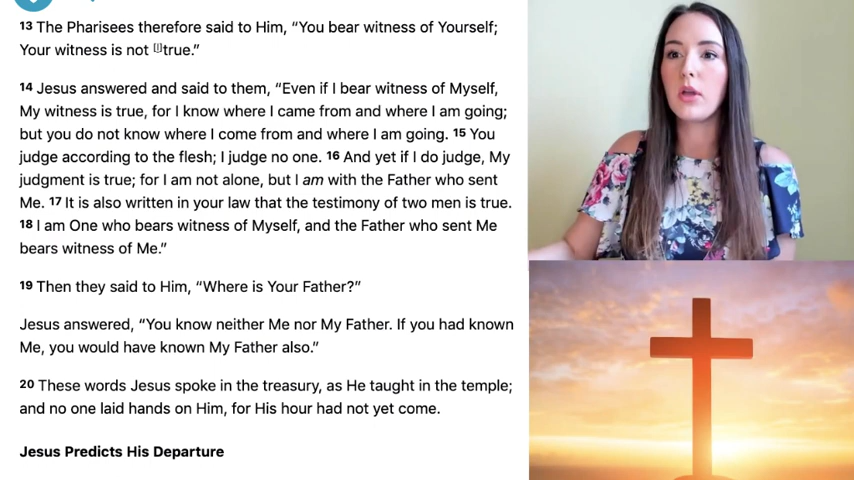 13 The Pharisees therefore said to Him, “You bear witness of Yourself;
Your witness is not [j]true.”
14 Jesus answered and said to them, “Even if I bear witness of Myself,
My witness is true, for I know where I came from and where I am going;
but you do not know where I come from and where I am going. 15 You
judge according to the flesh; I judge no one. 16 And yet if I do judge, My
judgment is true; for I am not alone, but I am with the Father who sent
Me. 17 It is also written in your law that the testimony of two men is true.
18 I am One who bears witness of Myself, and the Father who sent Me
bears witness of Me.”
19 Then they said to Him, “Where is Your Father?”
Jesus answered, “You know neither Me nor My Father. If you had known
Me, you would have known My Father also.”
20 These words Jesus spoke in the treasury, as He taught in the temple;
and no one laid hands on Him, for His hour had not yet come.
Jesus Predicts His Departure